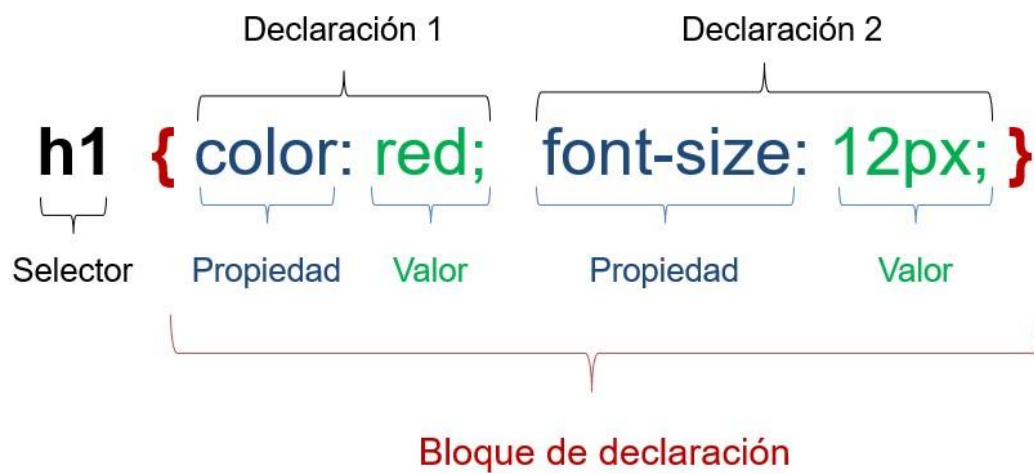 Declaración 1 Declaración 2
h1 { color: red; font-size: 12px; }
Selector Propiedad Valor Propiedad Valor
Bloque de declaración